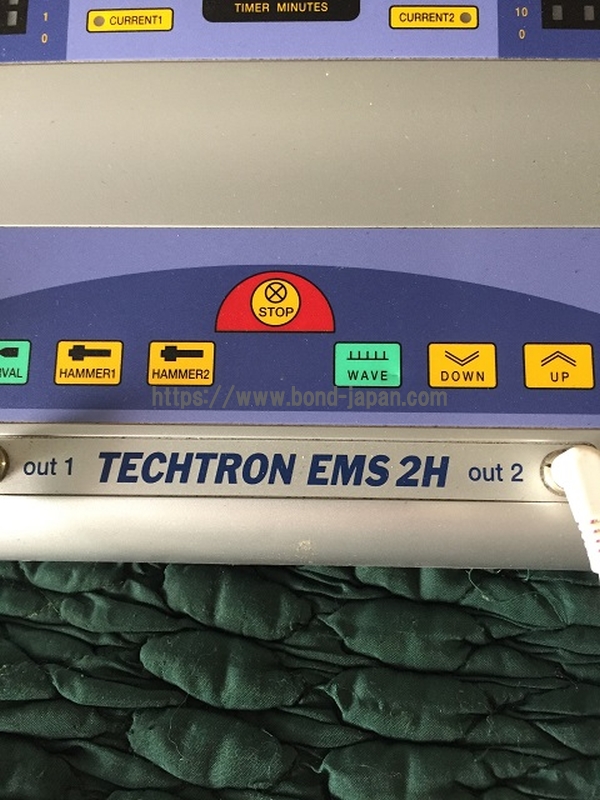 1
0
CURRENT1
TIMER MINUTES
CURRENT2
10
0
STOP
VAL
HAMMER1
HAMMER2
WAVE
DOWN
UP
https://www.bond-japan.com
out 1
TECHTRON EMS 2H
out 2